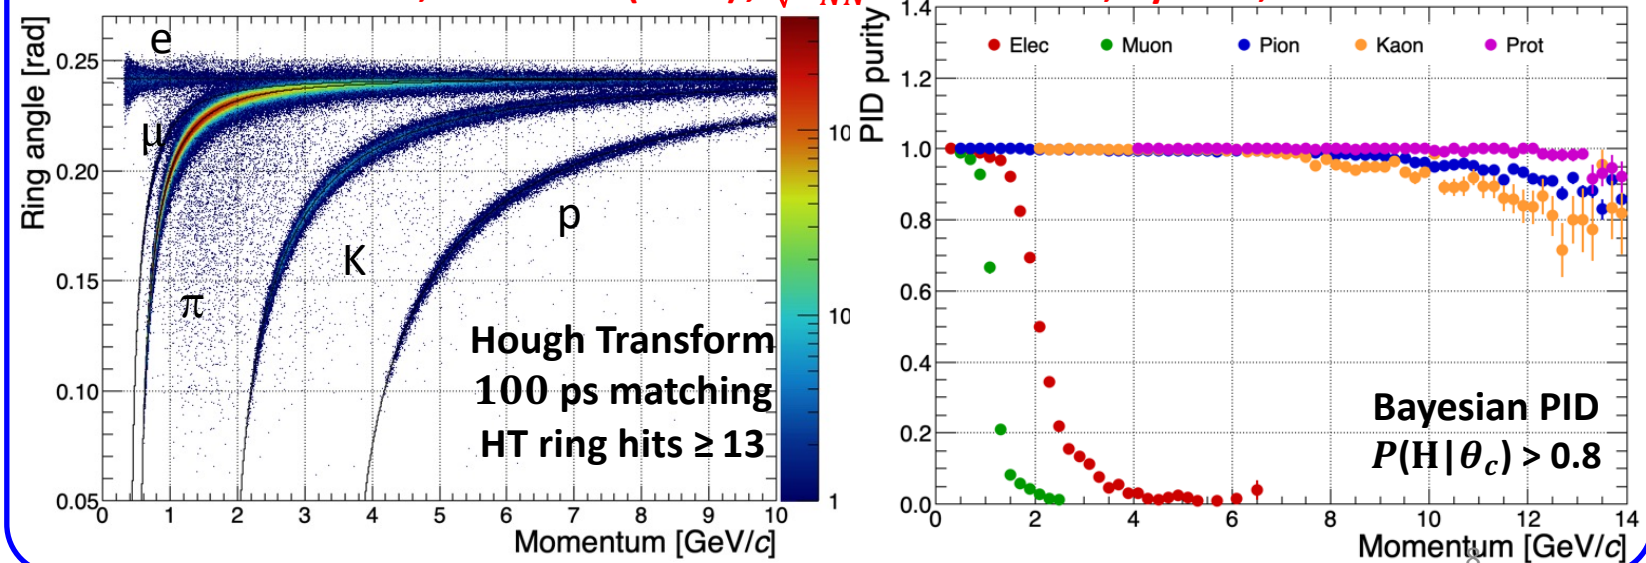 Ring angle [rad]
0.25
0.20
0.15
0.10
0.05
e
μ
π
K
p
Hough Transform
100 ps matching
HT ring hits ≥ 13
0 1 2 3 4 5 6 7 8 9 10
Momentum [GeV/c]
10
10
1
PID purity
1.4
1.2
1.0
0.8
0.6
0.4
0.2
0.0
Elec Muon Pion Kaon Prot
Bayesian PID
P(H|θc) > 0.8
0 2 4 6 8 10 12 14
Momentum [GeV/c]